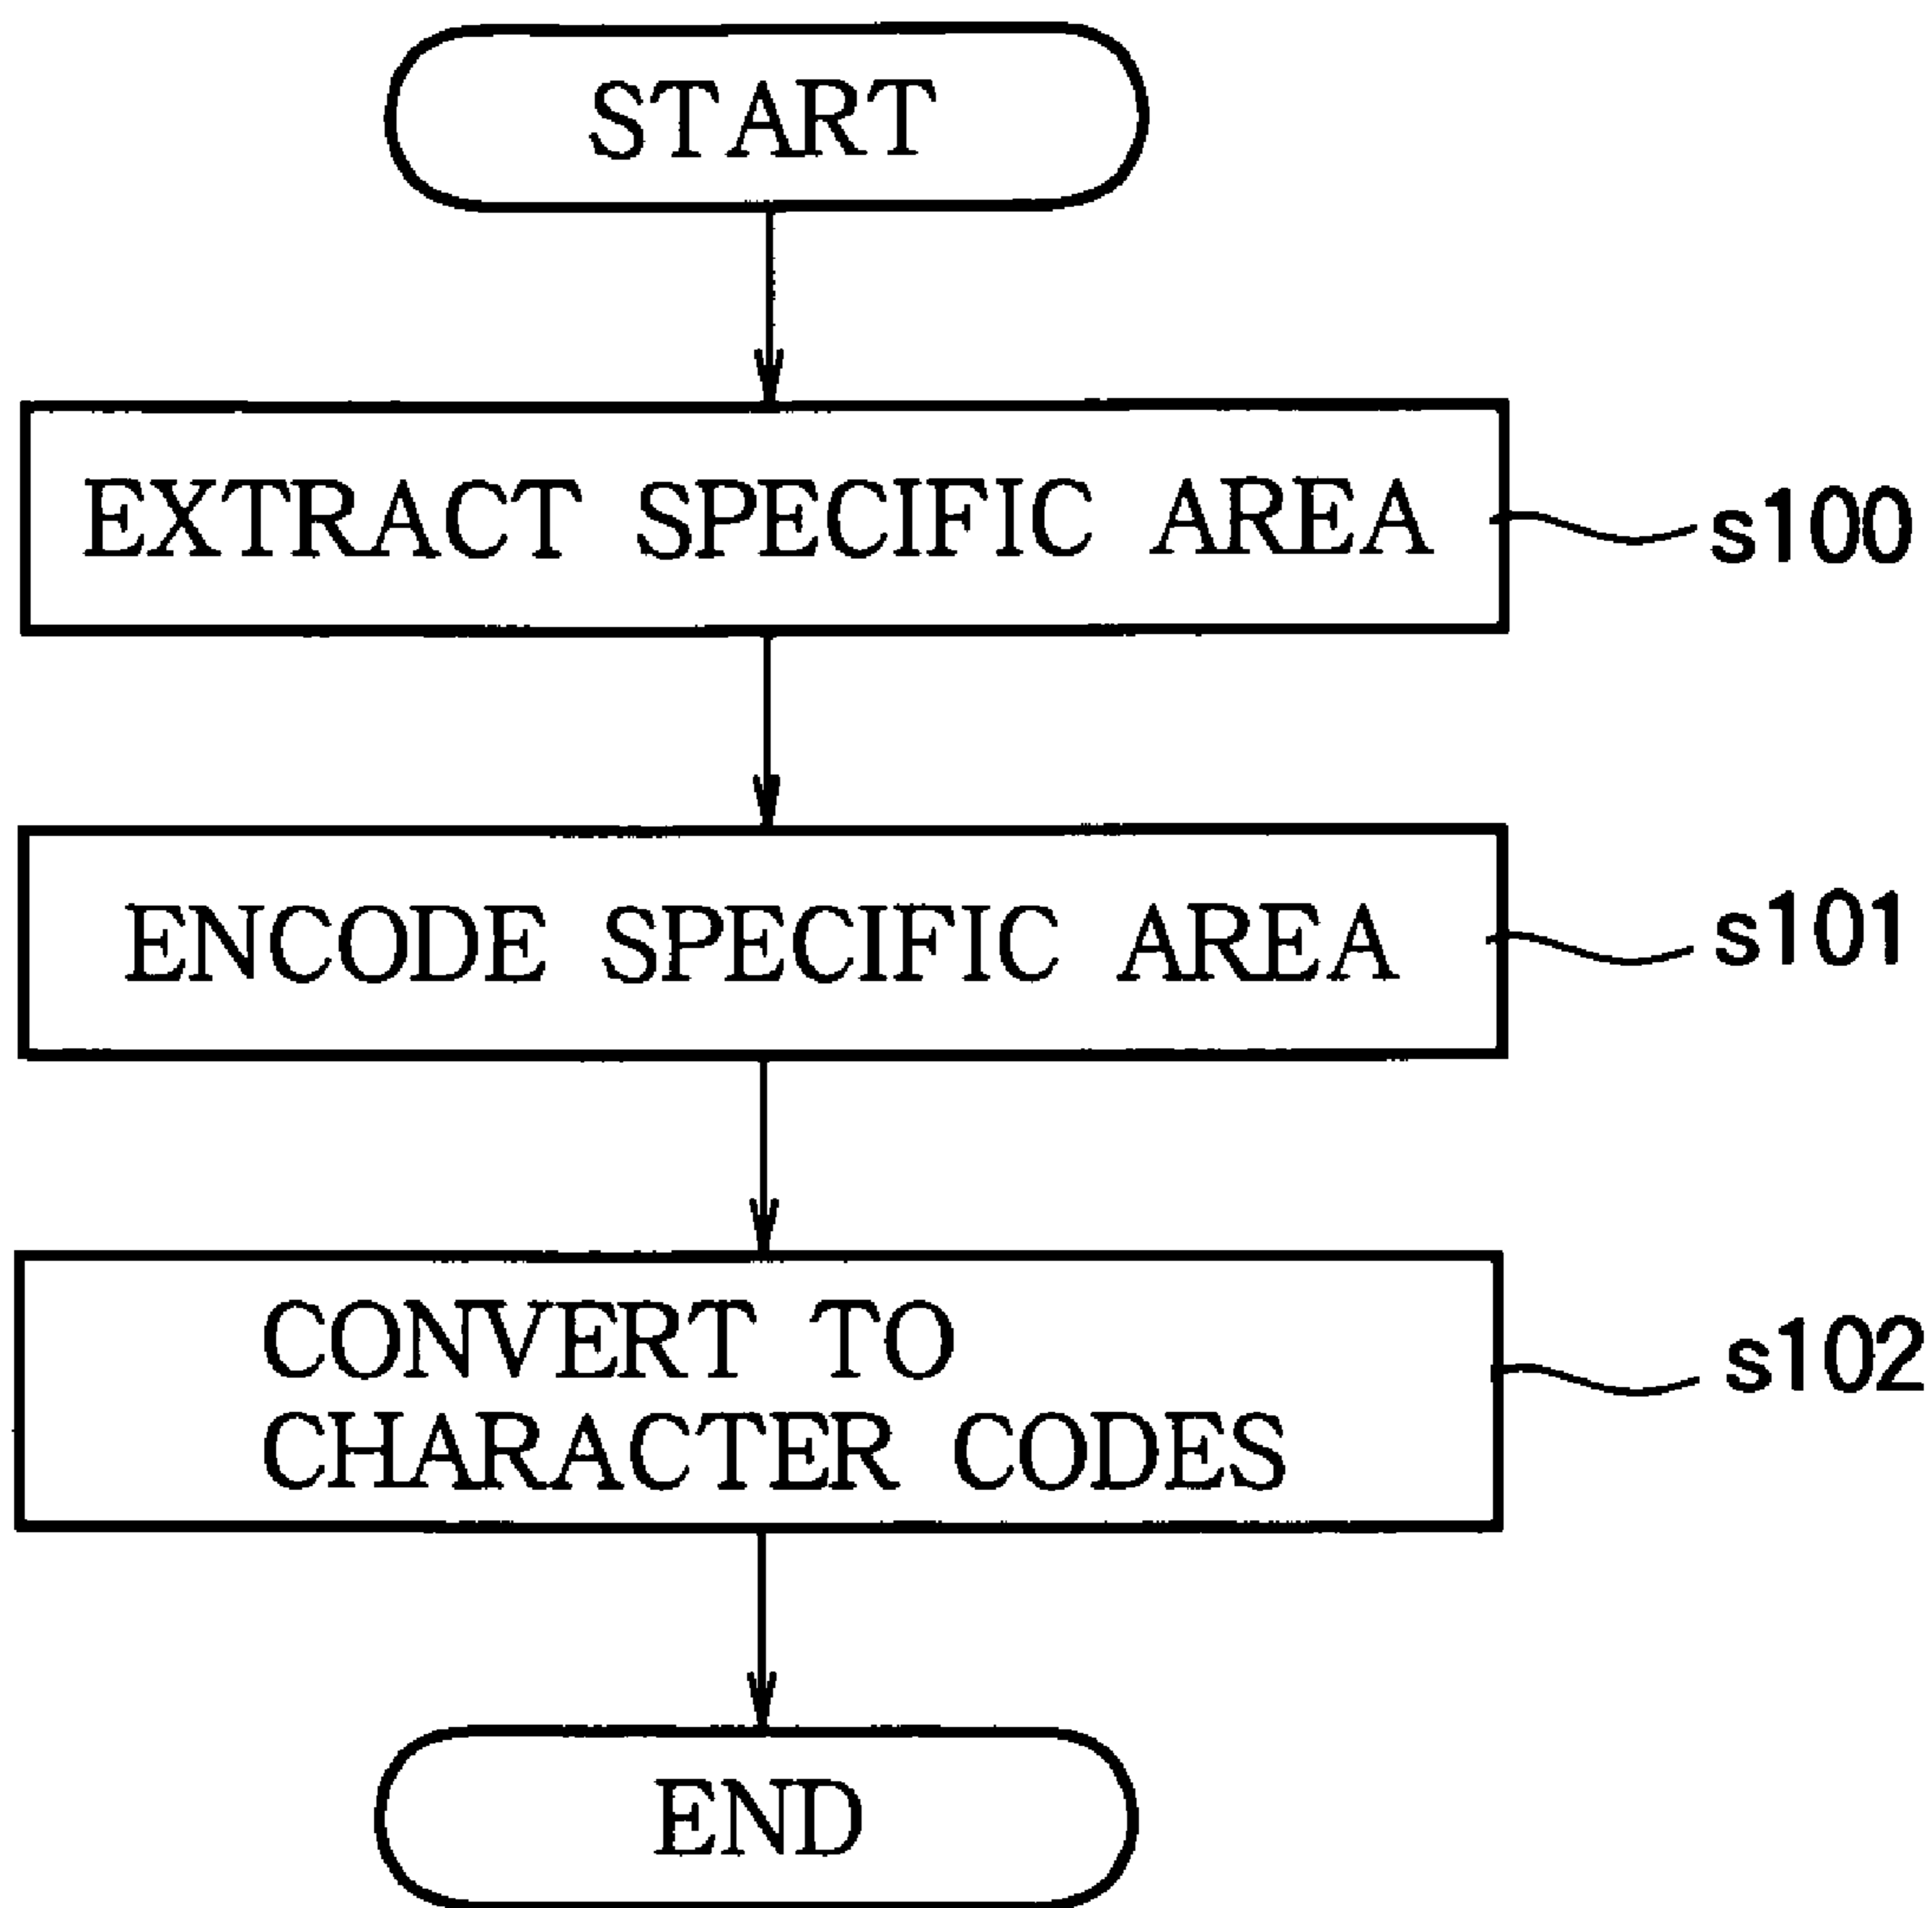 START
EXTRACT SPECIFIC AREA
s100
ENCODE SPECIFIC AREA
s101
CONVERT TO
CHARACTER CODES
s102
END